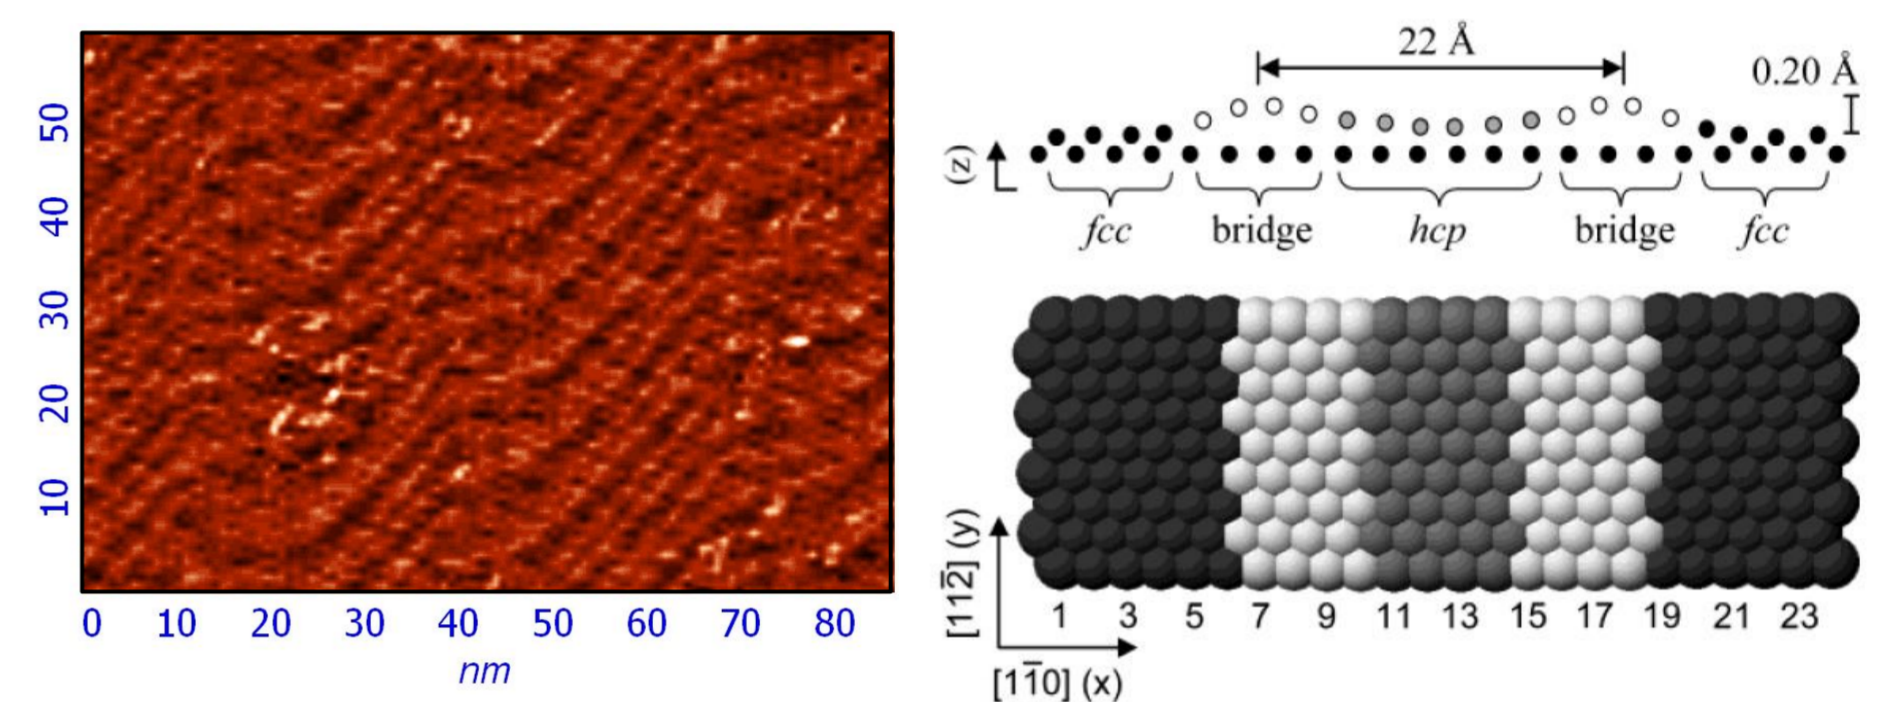 50
40
30
20
10
0 10 20 30 40 50 60 70 80
nm
22 Å
0.20 Å
(z)
fcc bridge hcp bridge fcc
[112̅] (y)
1 3 5 7 9 11 13 15 17 19 21 23
[11̅0] (x)